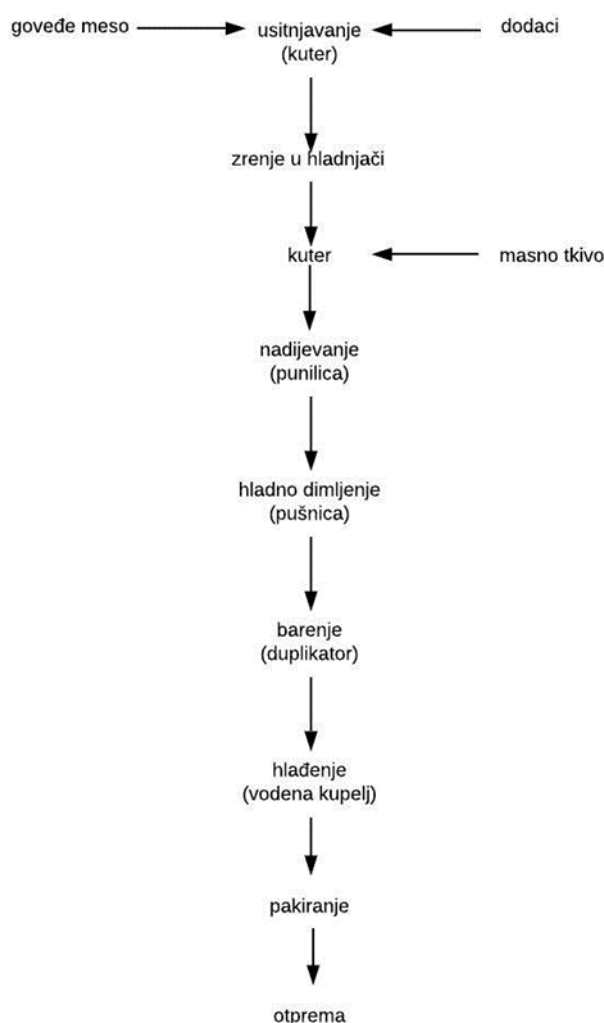 goveđe meso
usitnjavanje
(kuter)
dodaci
zrenje u hladnjači
kuter
masno tkivo
nadijevanje
(punilica)
hladno dimljenje
(pušnica)
barenje
(duplikator)
hlađenje
(vodena kupelj)
pakiranje
otprema